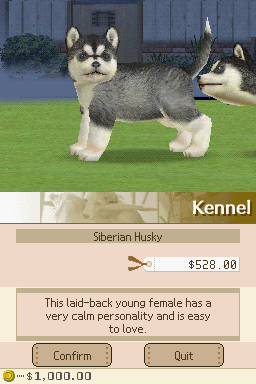 Kennel
Siberian Husky
$528.00
This laid-back young female has a
very calm personality and is easy
to love.
Confirm
Quit
$1,000.00